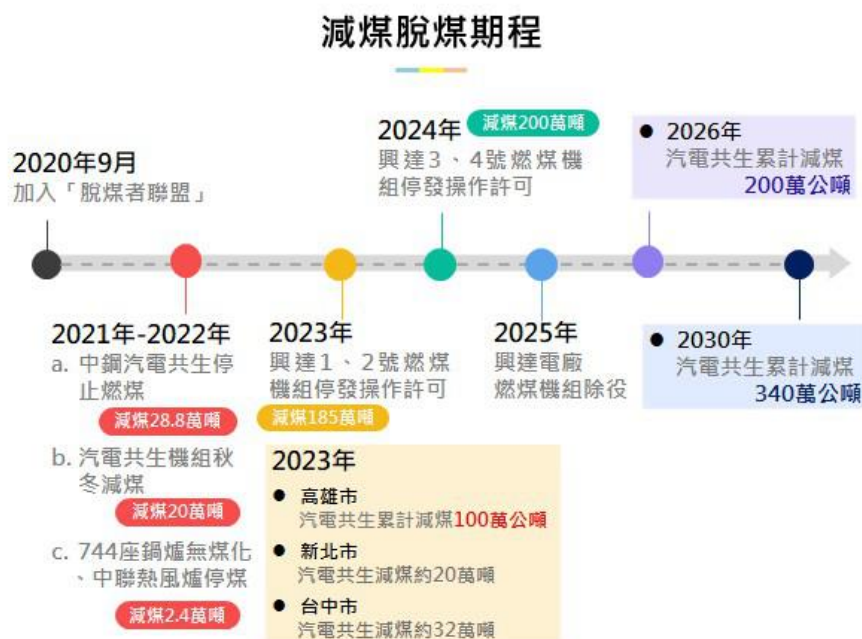 減煤脫煤期程
2020年9月
加入「脫煤者聯盟」
2021年-2022年
a. 中鋼汽電共生停
止燃煤
減煤28.8萬噸
b. 汽電共生機組秋
冬減煤
減煤20萬噸
c. 744座鍋爐無煤化
、中聯熱風爐停煤
減煤2.4萬噸
2023年
興達1、2號燃煤
機組停發操作許可
減煤185萬噸
2023年
● 高雄市
汽電共生累計減煤100萬公噸
● 新北市
汽電共生減煤約20萬噸
● 台中市
汽電共生減煤約32萬噸
2024年 減煤200萬噸
興達3、4號燃煤機
組停發操作許可
2025年
興達電廠
燃煤機組除役
● 2026年
汽電共生累計減煤
200萬公噸
● 2030年
汽電共生累計減煤
340萬公噸